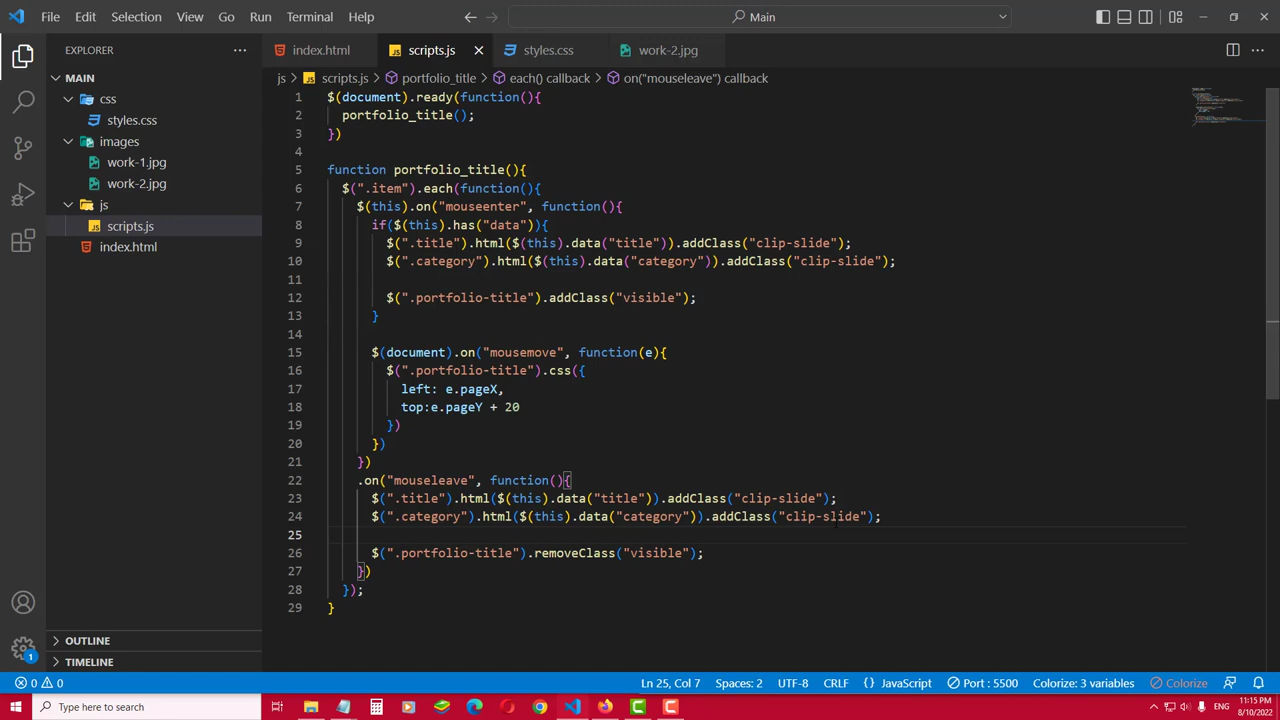 File Edit Selection View Go Run Terminal Help
Main
EXPLORER
index.html
scripts.js
styles.css
work-2.jpg
MAIN
css
styles.css
images
work-1.jpg
work-2.jpg
js
scripts.js
index.html
OUTLINE
TIMELINE
js > scripts.js > portfolio_title > each() callback > on("mouseleave") callback
1 $(document).ready(function(){
2 portfolio_title();
3 })
4
5 function portfolio_title(){
6 $(".item").each(function(){
7 $(this).on("mouseenter", function(){
8 if($(this).has("data")){
9 $(".title").html($(this).data("title")).addClass("clip-slide");
10 $(".category").html($(this).data("category")).addClass("clip-slide");
11
12 $(".portfolio-title").addClass("visible");
13 }
14
15 $(document).on("mousemove", function(e){
16 $(".portfolio-title").css({
17 left: e.pageX,
18 top:e.pageY + 20
19 })
20 })
21 })
22 .on("mouseleave", function(){
23 $(".title").html($(this).data("title")).addClass("clip-slide");
24 $(".category").html($(this).data("category")).addClass("clip-slide");
25
26 $(".portfolio-title").removeClass("visible");
27 })
28 });
29 }
1
0 0 Ln 25, Col 7 Spaces: 2 UTF-8 CRLF {} JavaScript Port : 5500 Colorize: 3 variables Colorize
Type here to search
ENG
11:15 PM
8/10/2022